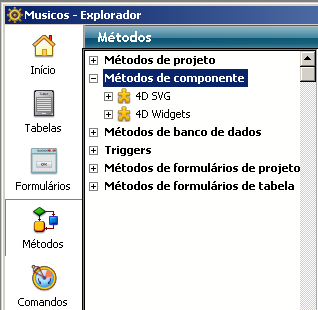 Musicos - Explorador
Métodos
Início
Tabelas
Formulários
Métodos
Comandos
Métodos de projeto
Métodos de componente
4D SVG
4D Widgets
Métodos de banco de dados
Triggers
Métodos de formulários de projeto
Métodos de formulários de tabela